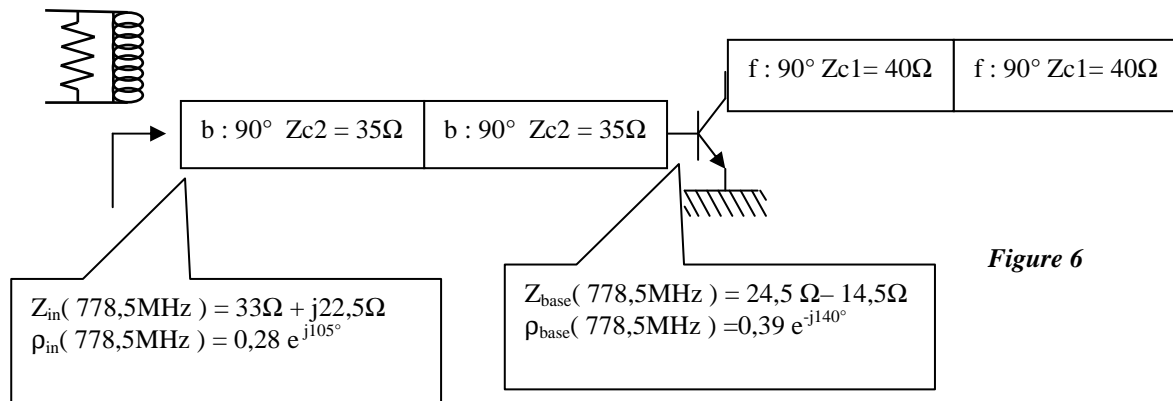 f : 90° Zc1= 40Ω
f : 90° Zc1= 40Ω
b : 90° Zc2 = 35Ω
b : 90° Zc2 = 35Ω
Figure 6
Zin( 778,5MHz ) = 33Ω + j22,5Ω
ρin( 778,5MHz ) = 0,28 e j105°
Zbase( 778,5MHz ) = 24,5 Ω– 14,5Ω
ρbase( 778,5MHz ) =0,39 e-j140°